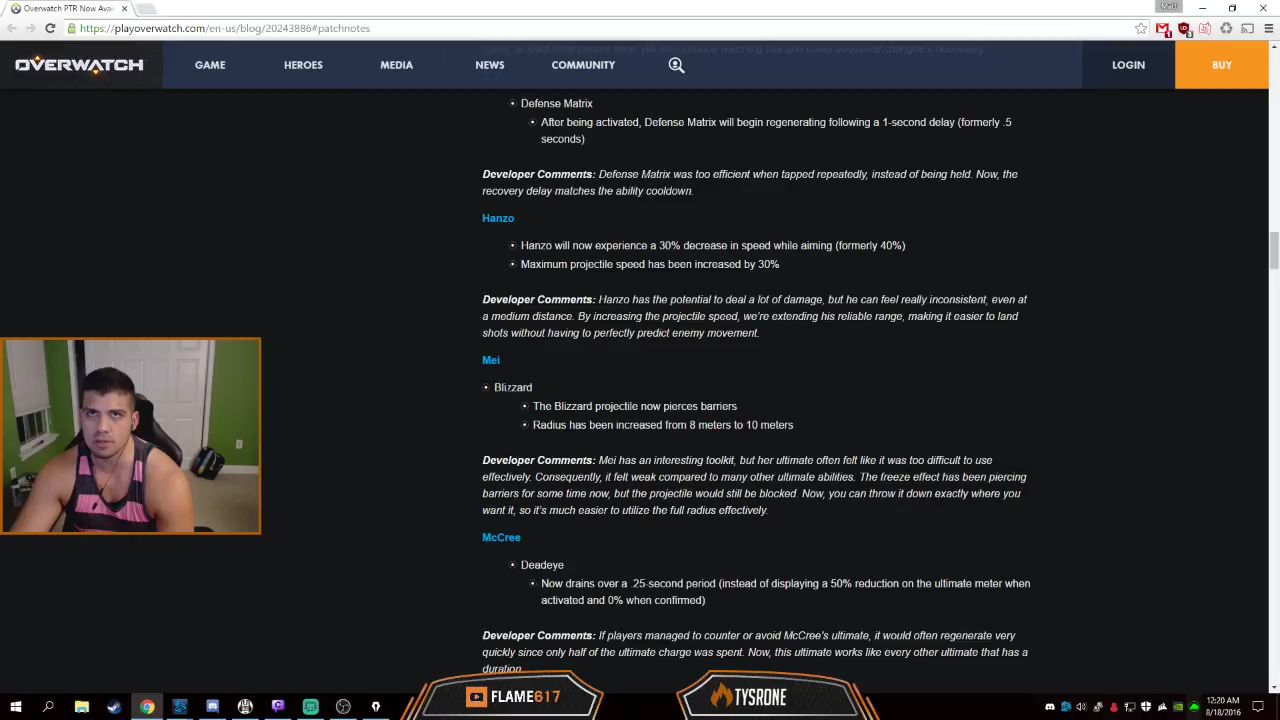 Overwatch PTR Now Avai
Matt
https://playoverwatch.com/en-us/blog/20243886#patchnotes
OVERWATCH
GAME
HEROES
MEDIA
NEWS
COMMUNITY
LOGIN
BUY
Defense Matrix
After being activated, Defense Matrix will begin regenerating following a 1-second delay (formerly .5
seconds)
Developer Comments: Defense Matrix was too efficient when tapped repeatedly, instead of being held. Now, the
recovery delay matches the ability cooldown.
Hanzo
Hanzo will now experience a 30% decrease in speed while aiming (formerly 40%)
Maximum projectile speed has been increased by 30%
Developer Comments: Hanzo has the potential to deal a lot of damage, but he can feel really inconsistent, even at
a medium distance. By increasing the projectile speed, we're extending his reliable range, making it easier to land
shots without having to perfectly predict enemy movement.
Mei
Blizzard
The Blizzard projectile now pierces barriers
Radius has been increased from 8 meters to 10 meters
Developer Comments: Mei has an interesting toolkit, but her ultimate often felt like it was too difficult to use
effectively. Consequently, it felt weak compared to many other ultimate abilities. The freeze effect has been piercing
barriers for some time now, but the projectile would still be blocked. Now, you can throw it down exactly where you
want it, so it's much easier to utilize the full radius effectively.
McCree
Deadeye
Now drains over a .25-second period (instead of displaying a 50% reduction on the ultimate meter when
activated and 0% when confirmed)
Developer Comments: If players managed to counter or avoid McCree's ultimate, it would often regenerate very
quickly since only half of the ultimate charge was spent. Now, this ultimate works like every other ultimate that has a
duration.
FLAME617
TYSRONE
12:20 AM
8/18/2016